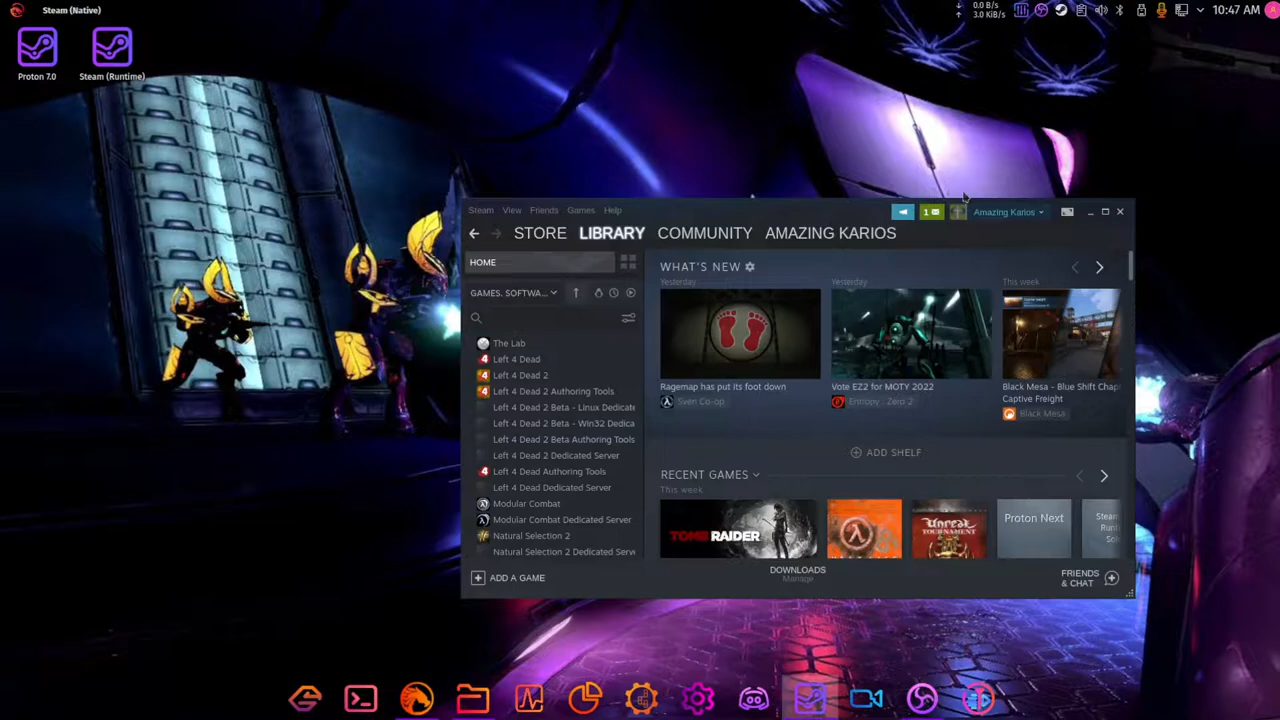 Steam (Native)
0.0 B/s
3.0 KiB/s
10:47 AM
Proton 7.0
Steam (Runtime)
Steam View Friends Games Help
1
Amazing Karios
STORE LIBRARY COMMUNITY AMAZING KARIOS
HOME
GAMES, SOFTWA...
The Lab
Left 4 Dead
Left 4 Dead 2
Left 4 Dead 2 Authoring Tools
Left 4 Dead 2 Beta - Linux Dedicate
Left 4 Dead 2 Beta - Win32 Dedica
Left 4 Dead 2 Beta Authoring Tools
Left 4 Dead 2 Dedicated Server
Left 4 Dead Authoring Tools
Left 4 Dead Dedicated Server
Modular Combat
Modular Combat Dedicated Server
Natural Selection 2
Natural Selection 2 Dedicated Serve
ADD A GAME
WHAT'S NEW
Yesterday
Ragemap has put its foot down
Sven Co-op
Yesterday
Vote EZ2 for MOTY 2022
Entropy : Zero 2
This week
Black Mesa - Blue Shift Chap
Captive Freight
Black Mesa
ADD SHELF
RECENT GAMES
This week
TOMB RAIDER
Unreal
TOURNAMENT
Proton Next
Steam
Runti
Sol
DOWNLOADS
Manage
FRIENDS
& CHAT